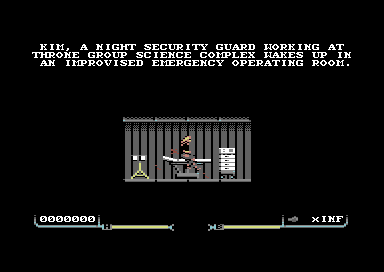 KIM, A NIGHT SECURITY GUARD WORKING AT
THRONE GROUP SCIENCE COMPLEX WAKES UP IN
AN IMPROVISED EMERGENCY OPERATING ROOM.
0000000
xINF